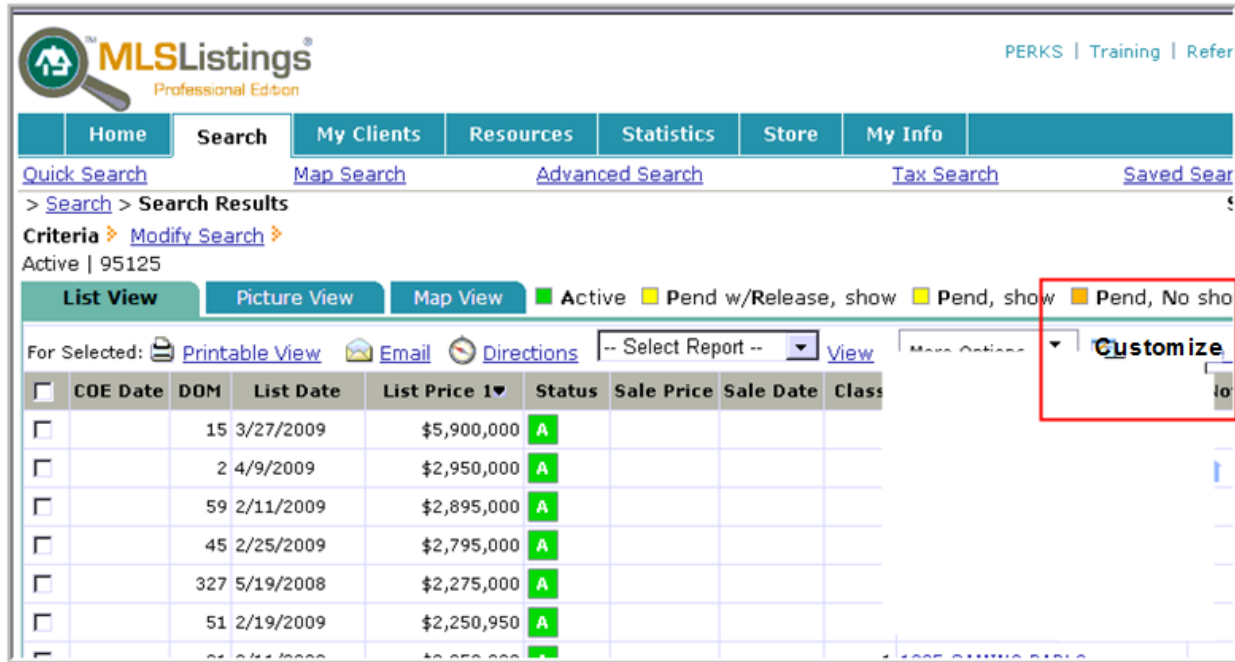 MLSListings®
Professional Edition
PERKS | Training | Refer
Home Search My Clients Resources Statistics Store My Info
Quick Search Map Search Advanced Search Tax Search Saved Sear
> Search > Search Results
Criteria Modify Search
Active | 95125
List View Picture View Map View Active Pend w/Release, show Pend, show Pend, No sho
For Selected: Printable View Email Directions -- Select Report -- View More Options Customize
COE Date DOM List Date List Price 1 Status Sale Price Sale Date Class
15 3/27/2009 $5,900,000 A
2 4/9/2009 $2,950,000 A
59 2/11/2009 $2,895,000 A
45 2/25/2009 $2,795,000 A
327 5/19/2008 $2,275,000 A
51 2/19/2009 $2,250,950 A